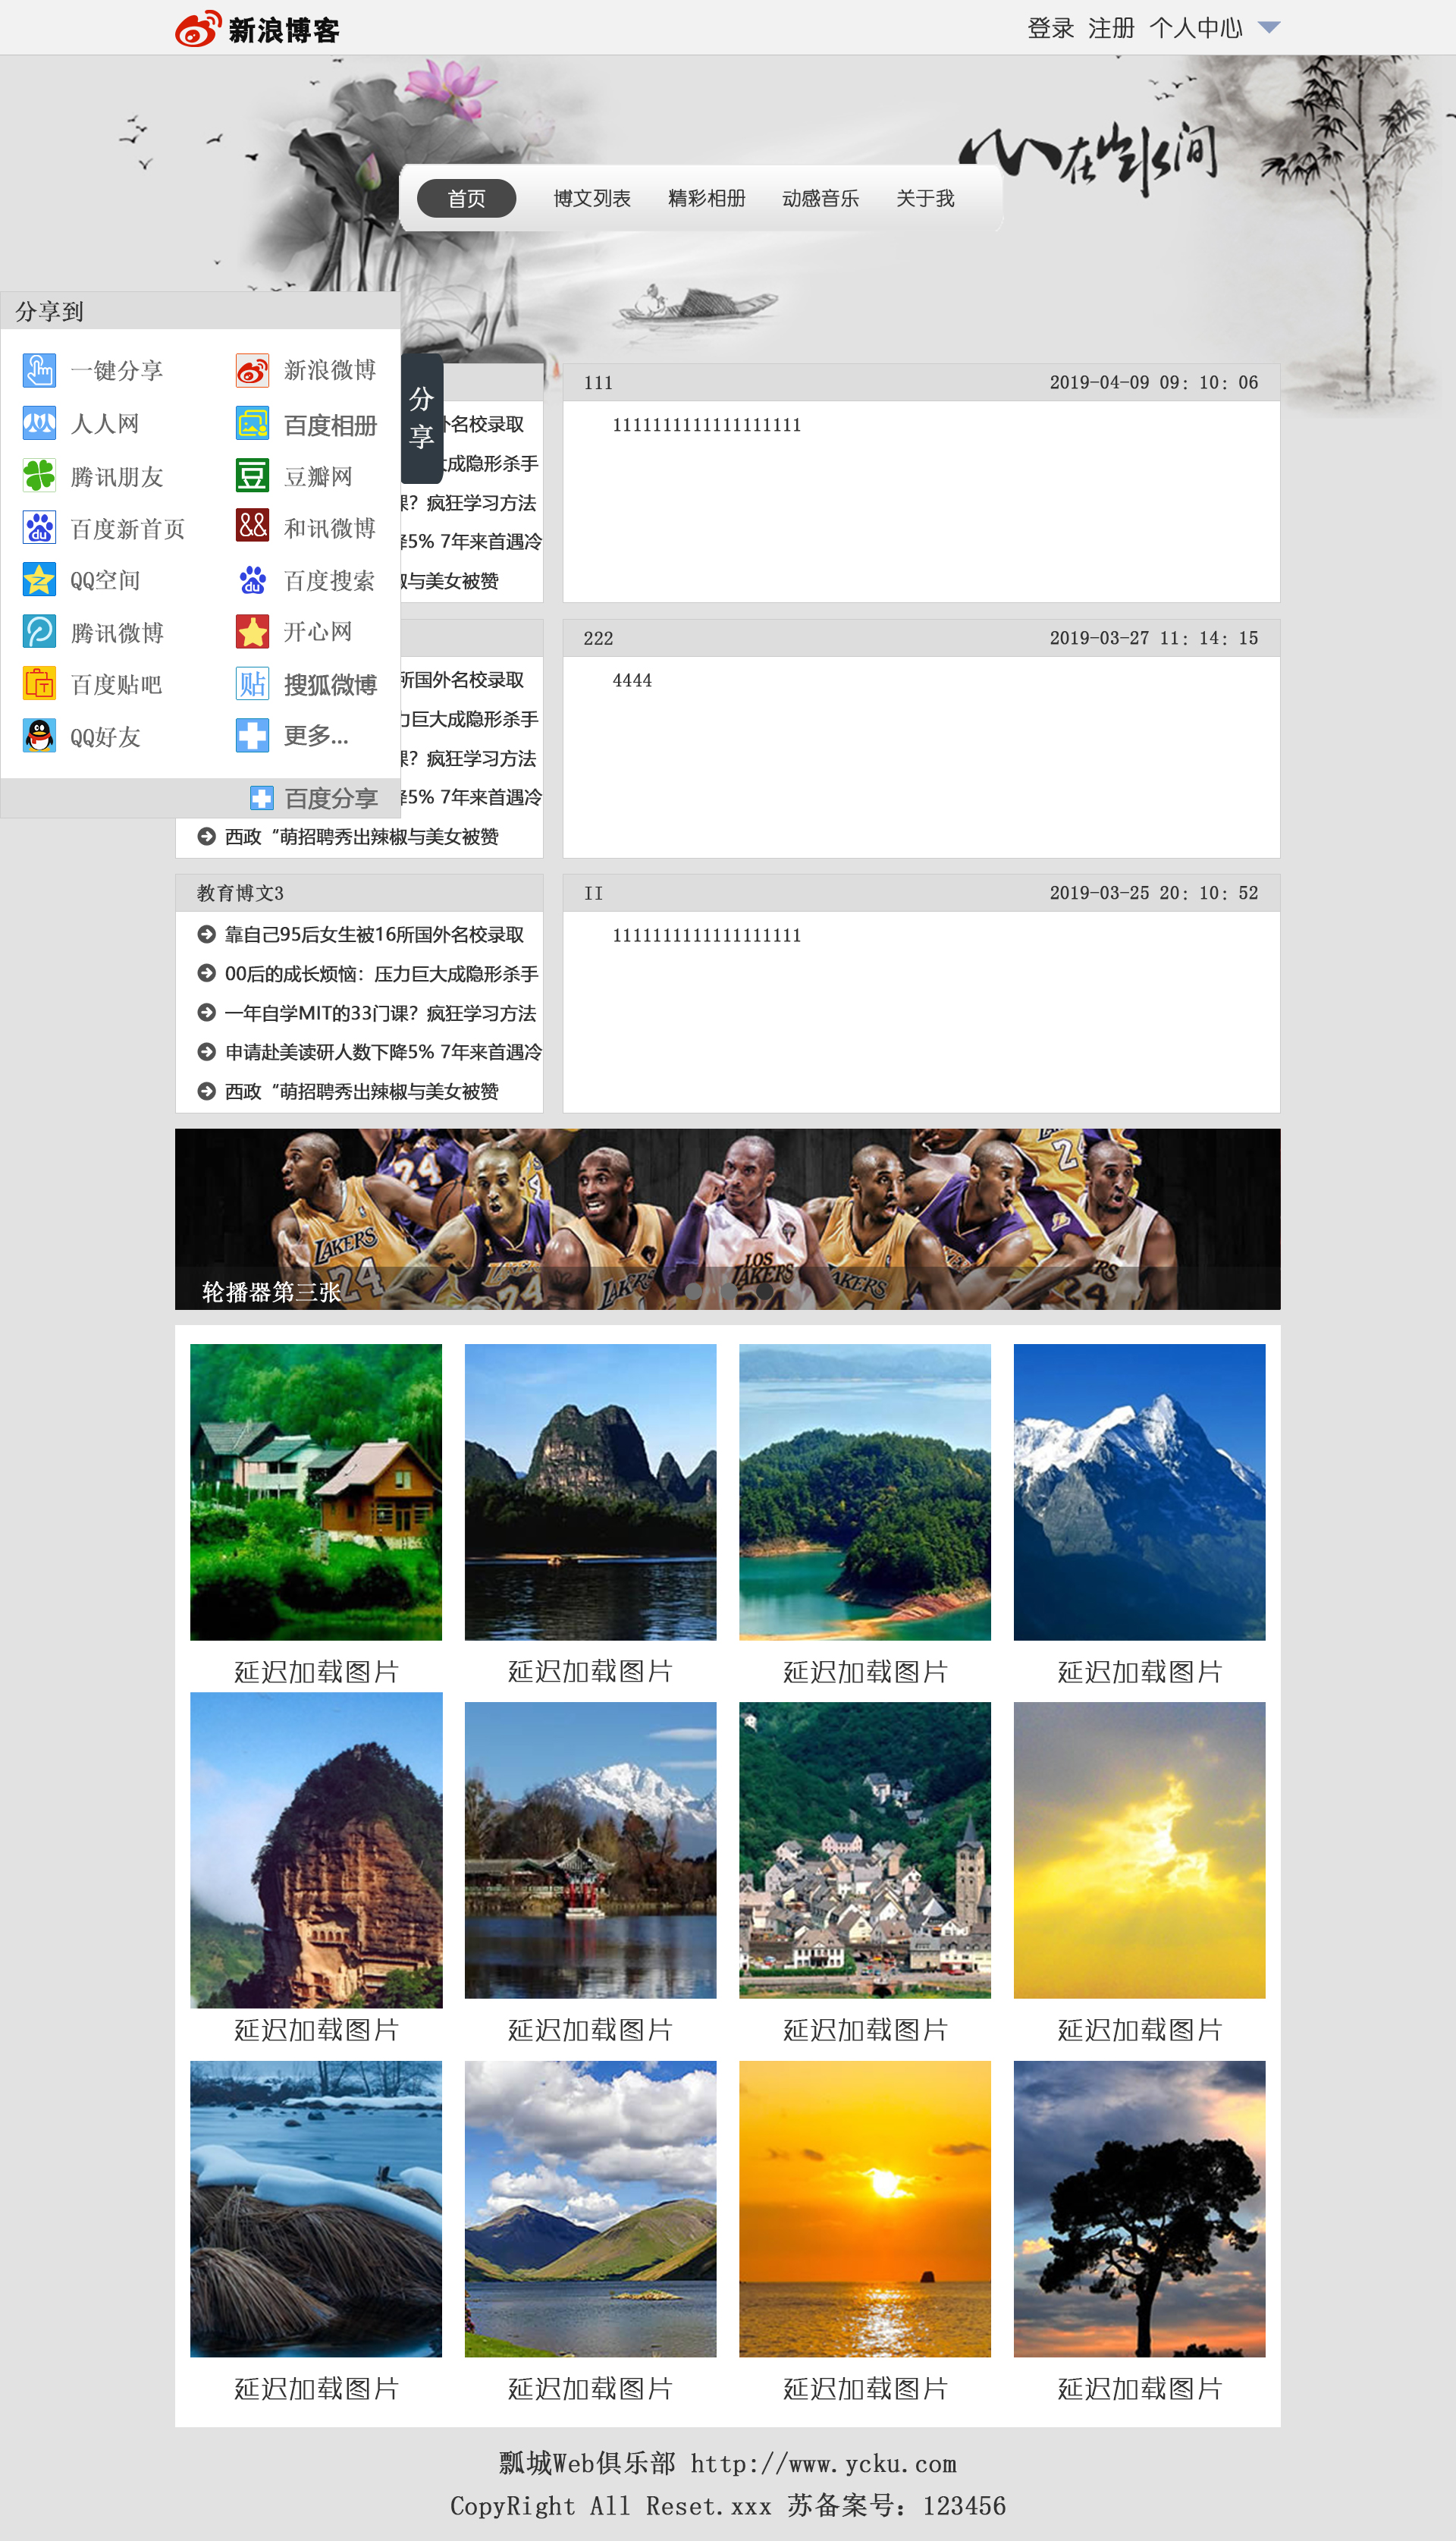 新浪博客
登录 注册 个人中心
心在山水间
首页 博文列表 精彩相册 动感音乐 关于我
分享到
一键分享 新浪微博
人人网 百度相册
腾讯朋友 豆瓣网
百度新首页 和讯微博
QQ空间 百度搜索
腾讯微博 开心网
百度贴吧 搜狐微博
QQ好友 更多...
百度分享
分享
外名校录取
大成隐形杀手
课？疯狂学习方法
降5% 7年来首遇冷
椒与美女被赞
111 2019-04-09 09：10：06
1111111111111111111
所国外名校录取
力巨大成隐形杀手
课？疯狂学习方法
降5% 7年来首遇冷
西政“萌招聘秀出辣椒与美女被赞
222 2019-03-27 11：14：15
4444
教育博文3
靠自己95后女生被16所国外名校录取
00后的成长烦恼：压力巨大成隐形杀手
一年自学MIT的33门课？疯狂学习方法
申请赴美读研人数下降5% 7年来首遇冷
西政“萌招聘秀出辣椒与美女被赞
II 2019-03-25 20：10：52
1111111111111111111
24
LAKERS
24
LOS
LAKERS
LAKERS
24
轮播器第三张
延迟加载图片 延迟加载图片 延迟加载图片 延迟加载图片
延迟加载图片 延迟加载图片 延迟加载图片 延迟加载图片
延迟加载图片 延迟加载图片 延迟加载图片 延迟加载图片
瓢城Web俱乐部 http://www.ycku.com
CopyRight All Reset.xxx 苏备案号：123456